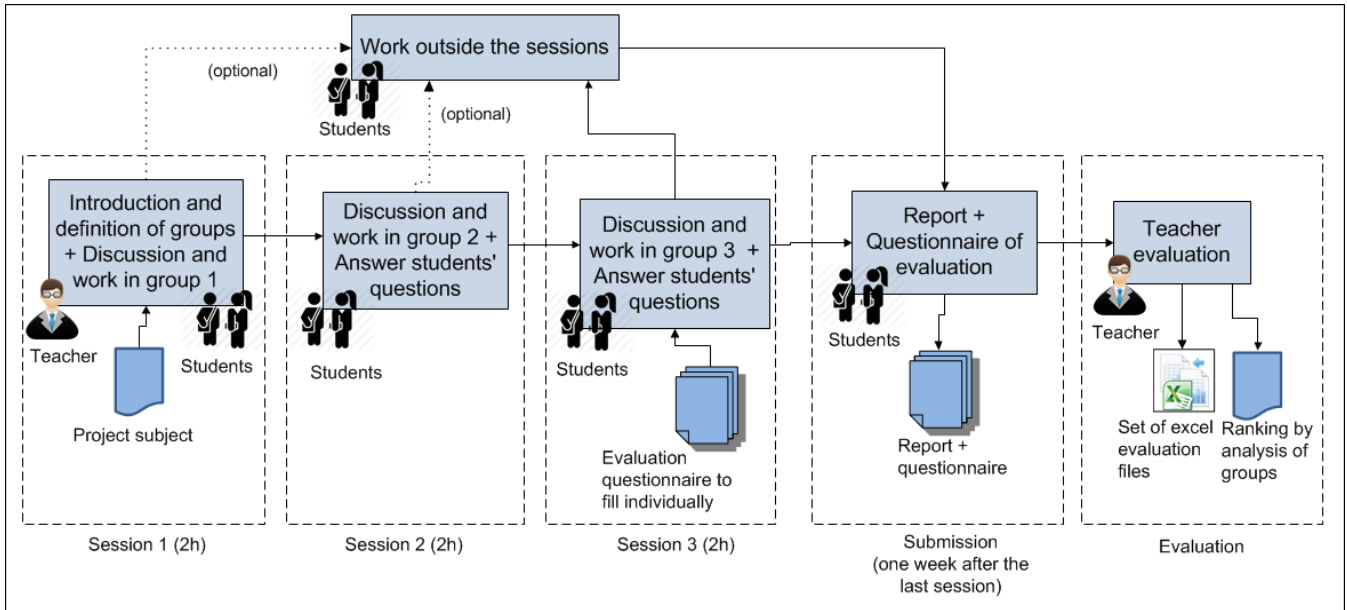 Work outside the sessions
(optional)
(optional)
Students
Introduction and
definition of groups
+ Discussion and
work in group 1
Teacher
Students
Project subject
Session 1 (2h)
Discussion and
work in group 2 +
Answer students'
questions
Students
Session 2 (2h)
Discussion and
work in group 3 +
Answer students'
questions
Students
Evaluation
questionnaire to
fill individually
Session 3 (2h)
Report +
Questionnaire of
evaluation
Students
Report +
questionnaire
Submission
(one week after the
last session)
Teacher
evaluation
Teacher
Set of excel
evaluation
files
Ranking by
analysis of
groups
Evaluation